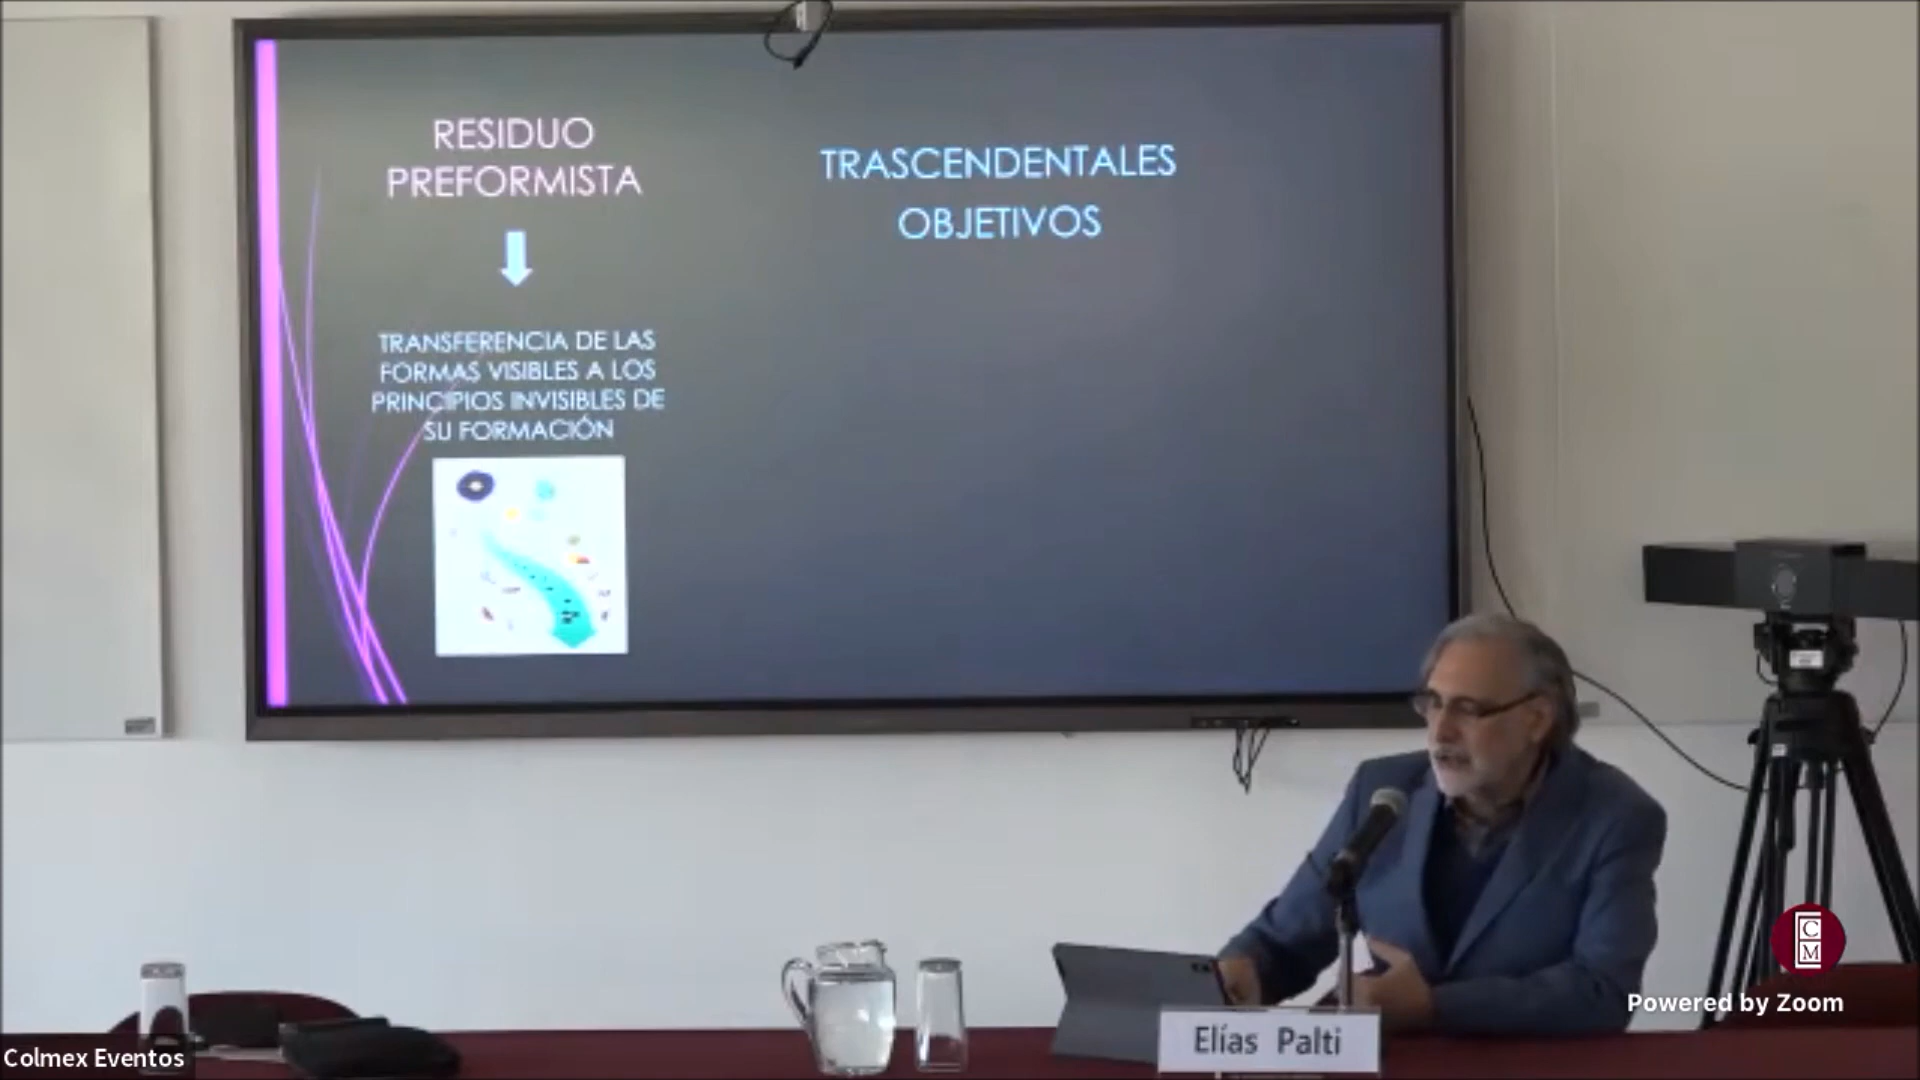 RESIDUO
PREFORMISTA
TRANSFERENCIA DE LAS
FORMAS VISIBLES A LOS
PRINCIPIOS INVISIBLES DE
SU FORMACIÓN
TRASCENDENTALES
OBJETIVOS
Elías Palti
C
M
Powered by Zoom
Colmex Eventos